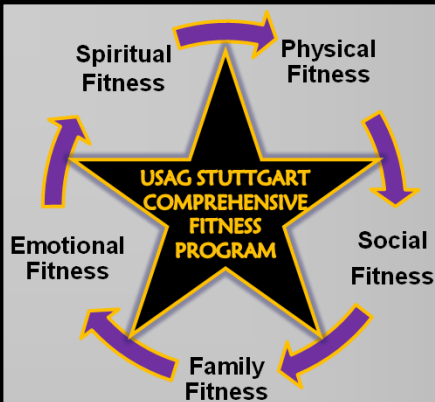 Spiritual
Fitness
Physical
Fitness
USAG STUTTGART
COMPREHENSIVE
FITNESS
PROGRAM
Emotional
Fitness
Social
Fitness
Family
Fitness